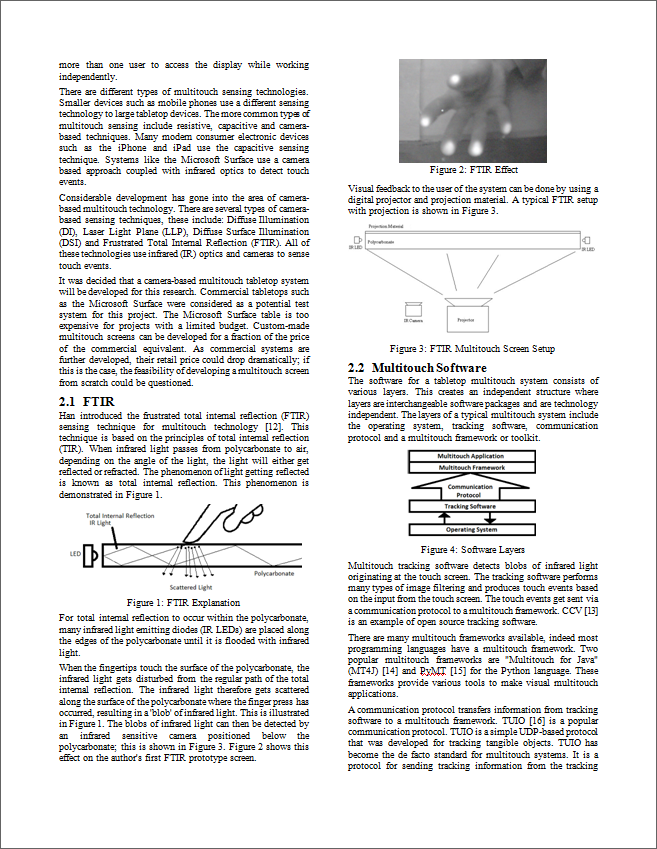 more than one user to access the display while working
independently.
There are different types of multitouch sensing technologies.
Smaller devices such as mobile phones use a different sensing
technology to large tabletop devices. The more common types of
multitouch sensing include resistive, capacitive and camera-
based techniques. Many modern consumer electronic devices
such as the iPhone and iPad use the capacitive sensing
technique. Systems like the Microsoft Surface use a camera
based approach coupled with infrared optics to detect touch
events.
Considerable development has gone into the area of camera-
based multitouch technology. There are several types of camera-
based sensing techniques, these include: Diffuse Illumination
(DI), Laser Light Plane (LLP), Diffuse Surface Illumination
(DSI) and Frustrated Total Internal Reflection (FTIR). All of
these technologies use infrared (IR) optics and cameras to sense
touch events.
It was decided that a camera-based multitouch tabletop system
will be developed for this research. Commercial tabletops such
as the Microsoft Surface were considered as a potential test
system for this project. The Microsoft Surface table is too
expensive for projects with a limited budget. Custom-made
multitouch screens can be developed for a fraction of the price
of the commercial equivalent. As commercial systems are
further developed, their retail price could drop dramatically; if
this is the case, the feasibility of developing a multitouch screen
from scratch could be questioned.
2.1 FTIR
Han introduced the frustrated total internal reflection (FTIR)
sensing technique for multitouch technology [12]. This
technique is based on the principles of total internal reflection
(TIR). When infrared light passes from polycarbonate to air,
depending on the angle of the light, the light will either get
reflected or refracted. The phenomenon of light getting reflected
is known as total internal reflection. This phenomenon is
demonstrated in Figure 1.
Total Internal Reflection
IR Light
LED
Polycarbonate
Scattered Light
Figure 1: FTIR Explanation
For total internal reflection to occur within the polycarbonate,
many infrared light emitting diodes (IR LEDs) are placed along
the edges of the polycarbonate until it is flooded with infrared
light.
When the fingertips touch the surface of the polycarbonate, the
infrared light gets disturbed from the regular path of the total
internal reflection. The infrared light therefore gets scattered
along the surface of the polycarbonate where the finger press has
occurred, resulting in a 'blob' of infrared light. This is illustrated
in Figure 1. The blobs of infrared light can then be detected by
an infrared sensitive camera positioned below the
polycarbonate; this is shown in Figure 3. Figure 2 shows this
effect on the author's first FTIR prototype screen.
Figure 2: FTIR Effect
Visual feedback to the user of the system can be done by using a
digital projector and projection material. A typical FTIR setup
with projection is shown in Figure 3.
Projection Material
IR LED
Polycarbonate
IR LED
IR Camera
Projector
Figure 3: FTIR Multitouch Screen Setup
2.2 Multitouch Software
The software for a tabletop multitouch system consists of
various layers. This creates an independent structure where
layers are interchangeable software packages and are technology
independent. The layers of a typical multitouch system include
the operating system, tracking software, communication
protocol and a multitouch framework or toolkit.
Multitouch Application
Multitouch Framework
Communication
Protocol
Tracking Software
Operating System
Figure 4: Software Layers
Multitouch tracking software detects blobs of infrared light
originating at the touch screen. The tracking software performs
many types of image filtering and produces touch events based
on the input from the touch screen. The touch events get sent via
a communication protocol to a multitouch framework. CCV [13]
is an example of open source tracking software.
There are many multitouch frameworks available, indeed most
programming languages have a multitouch framework. Two
popular multitouch frameworks are "Multitouch for Java"
(MT4J) [14] and PyMT [15] for the Python language. These
frameworks provide various tools to make visual multitouch
applications.
A communication protocol transfers information from tracking
software to a multitouch framework. TUIO [16] is a popular
communication protocol. TUIO is a simple UDP-based protocol
that was developed for tracking tangible objects. TUIO has
become the de facto standard for multitouch systems. It is a
protocol for sending tracking information from the tracking